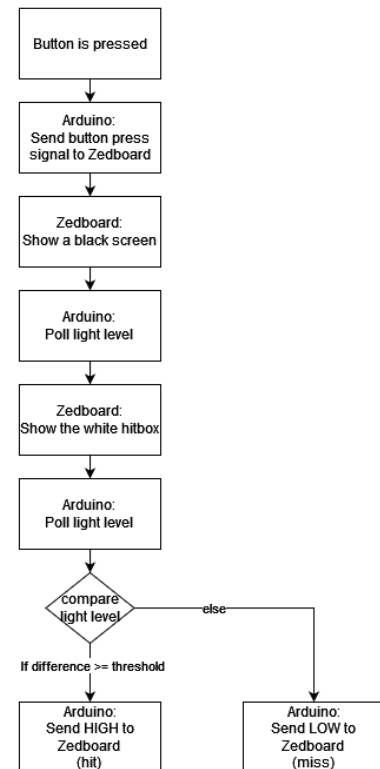 Button is pressed
Arduino:
Send button press
signal to Zedboard
Zedboard:
Show a black screen
Arduino:
Poll light level
Zedboard:
Show the white hitbox
Arduino:
Poll light level
compare
light level
else
If difference >= threshold
Arduino:
Send HIGH to
Zedboard
(hit)
Arduino:
Send LOW to
Zedboard
(miss)